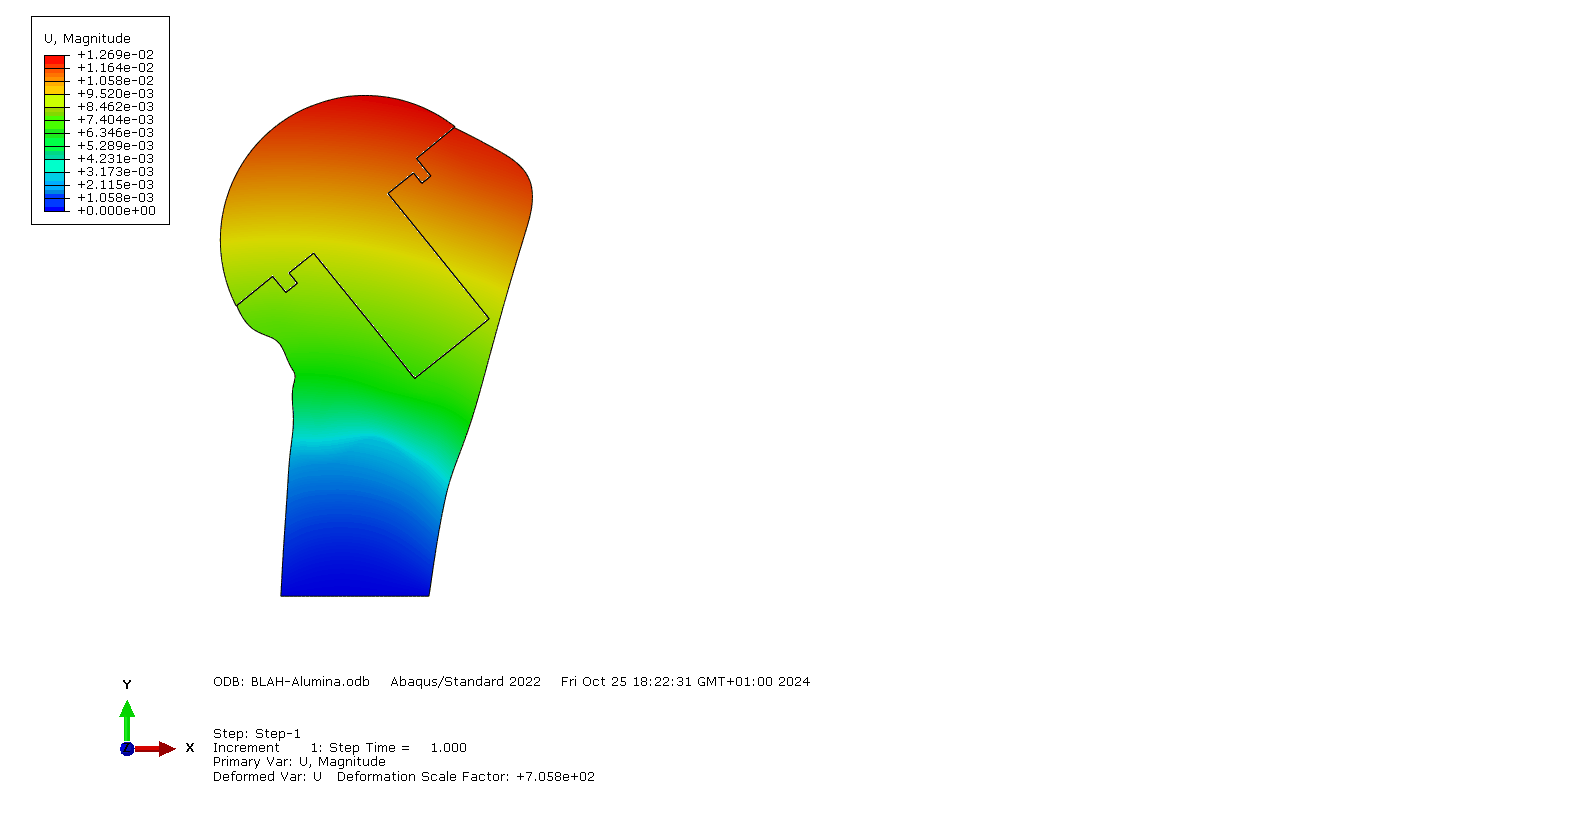 U, Magnitude
+1.269e-02
+1.164e-02
+1.058e-02
+9.520e-03
+8.462e-03
+7.404e-03
+6.346e-03
+5.289e-03
+4.231e-03
+3.173e-03
+2.115e-03
+1.058e-03
+0.000e+00
Y
X
ODB: BLAH-Alumina.odb Abaqus/Standard 2022 Fri Oct 25 18:22:31 GMT+01:00 2024
Step: Step-1
Increment 1: Step Time = 1.000
Primary Var: U, Magnitude
Deformed Var: U Deformation Scale Factor: +7.058e+02